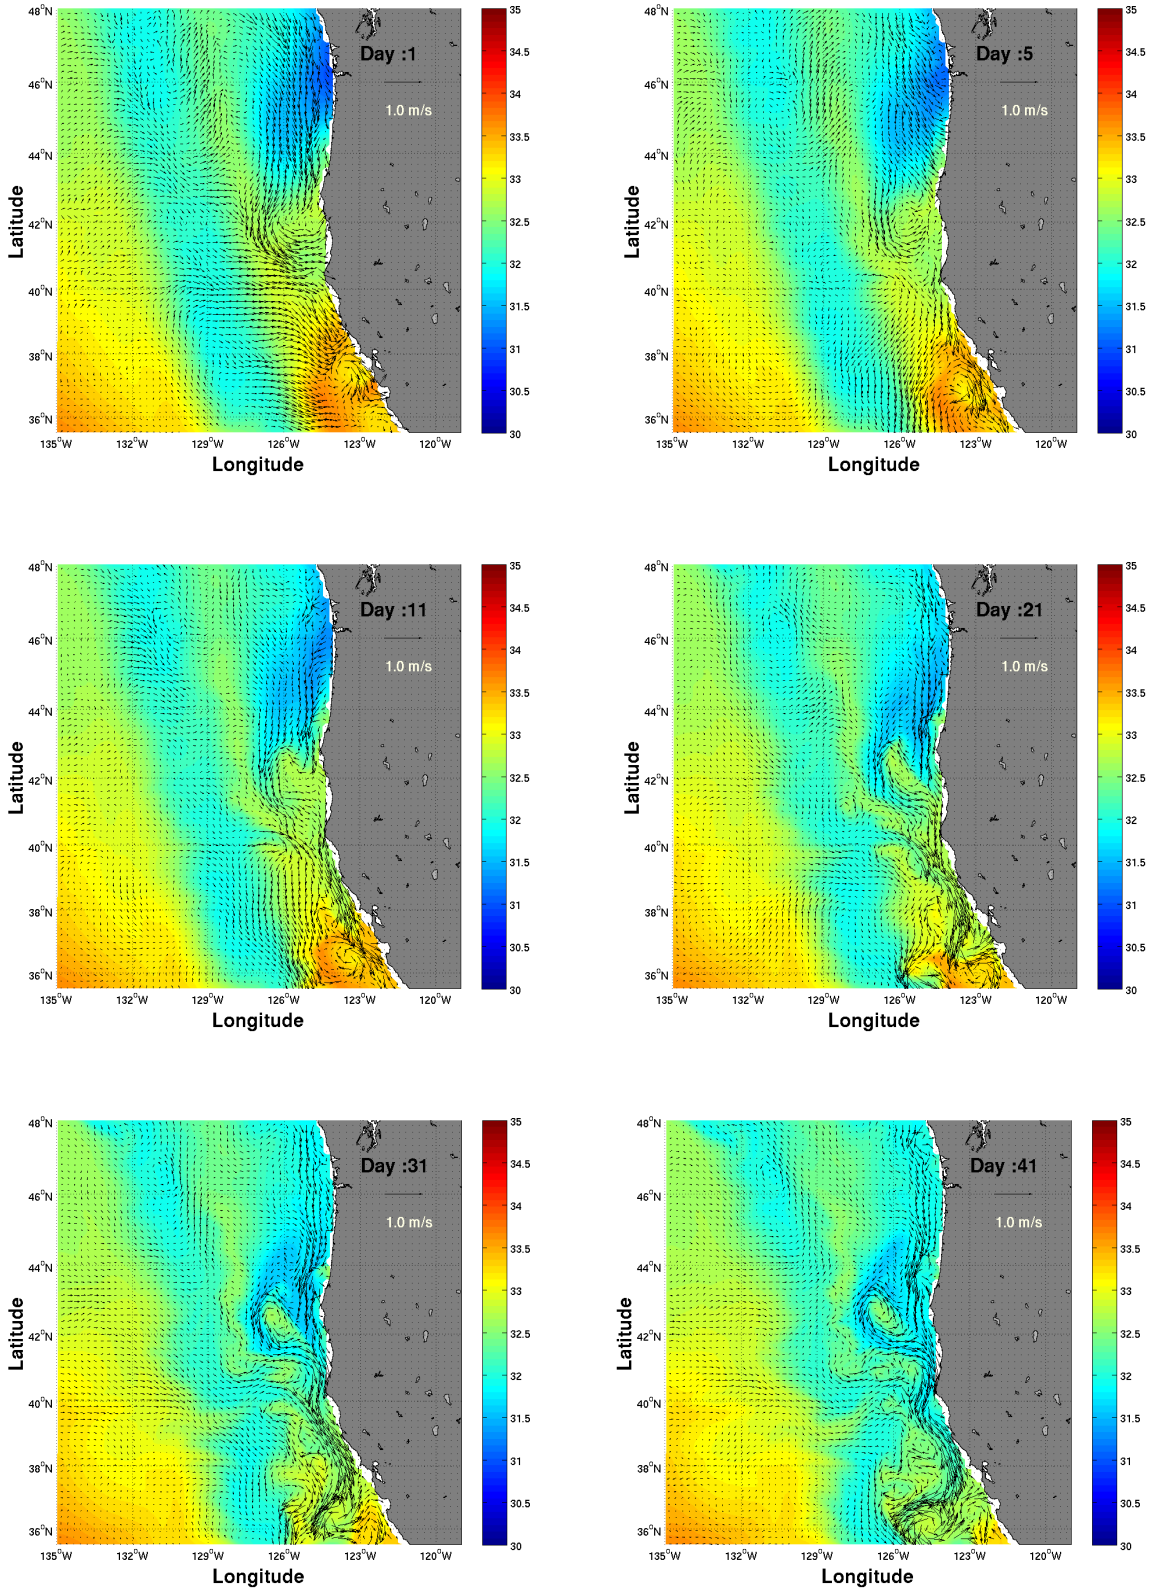 48°N
46°N
44°N
42°N
40°N
38°N
36°N
Latitude
135°W
132°W
129°W
126°W
123°W
120°W
Longitude
Day :1
1.0 m/s
35
34.5
34
33.5
33
32.5
32
31.5
31
30.5
30
48°N
46°N
44°N
42°N
40°N
38°N
36°N
Latitude
135°W
132°W
129°W
126°W
123°W
120°W
Longitude
Day :5
1.0 m/s
35
34.5
34
33.5
33
32.5
32
31.5
31
30.5
30
48°N
46°N
44°N
42°N
40°N
38°N
36°N
Latitude
135°W
132°W
129°W
126°W
123°W
120°W
Longitude
Day :11
1.0 m/s
35
34.5
34
33.5
33
32.5
32
31.5
31
30.5
30
48°N
46°N
44°N
42°N
40°N
38°N
36°N
Latitude
135°W
132°W
129°W
126°W
123°W
120°W
Longitude
Day :21
1.0 m/s
35
34.5
34
33.5
33
32.5
32
31.5
31
30.5
30
48°N
46°N
44°N
42°N
40°N
38°N
36°N
Latitude
135°W
132°W
129°W
126°W
123°W
120°W
Longitude
Day :31
1.0 m/s
35
34.5
34
33.5
33
32.5
32
31.5
31
30.5
30
48°N
46°N
44°N
42°N
40°N
38°N
36°N
Latitude
135°W
132°W
129°W
126°W
123°W
120°W
Longitude
Day :41
1.0 m/s
35
34.5
34
33.5
33
32.5
32
31.5
31
30.5
30